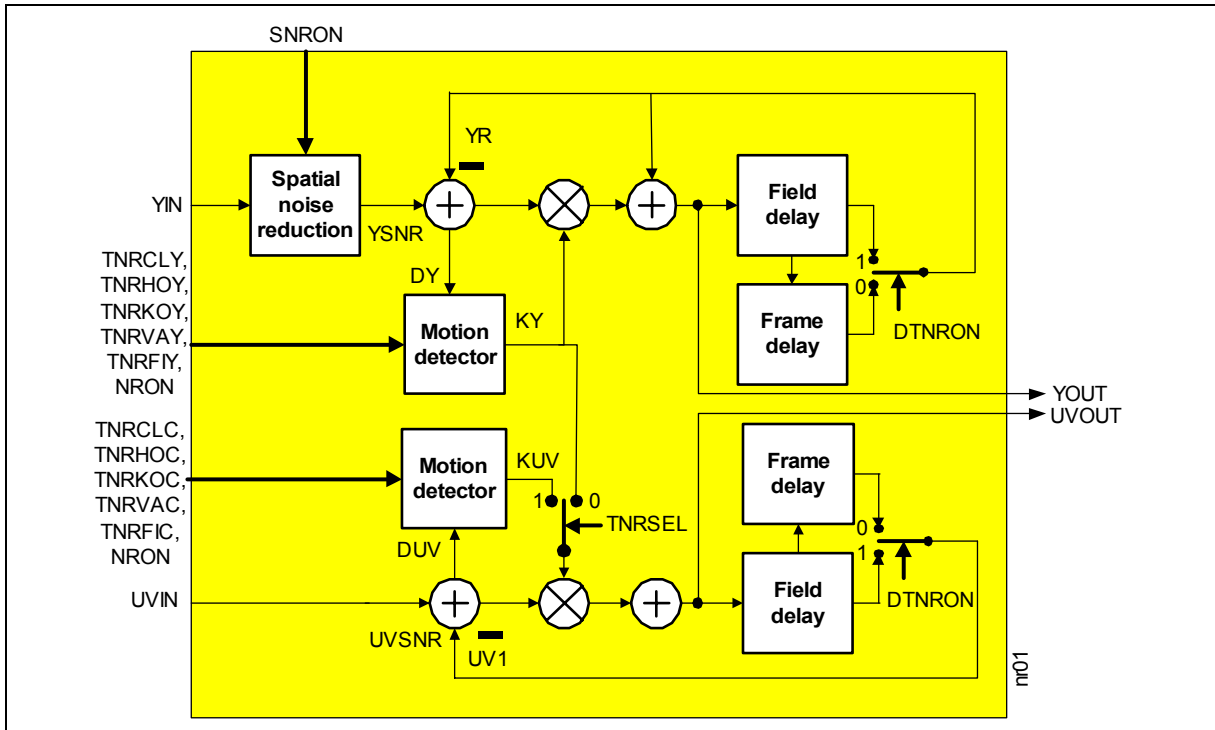 SNRON
YR
YIN
Spatial
noise
reduction
YSNR
Field
delay
1
0
DTNRON
Frame
delay
TNRCLY,
TNRHOY,
TNRKOY,
TNRVAY,
TNRFIY,
NRON
DY
KY
Motion
detector
YOUT
UVOUT
TNRCLC,
TNRHOC,
TNRKOC,
TNRVAC,
TNRFIC,
NRON
Motion
detector
KUV
1
0
TNRSEL
DUV
Frame
delay
0
1
DTNRON
UVIN
UVSNR
UV1
Field
delay
nr01